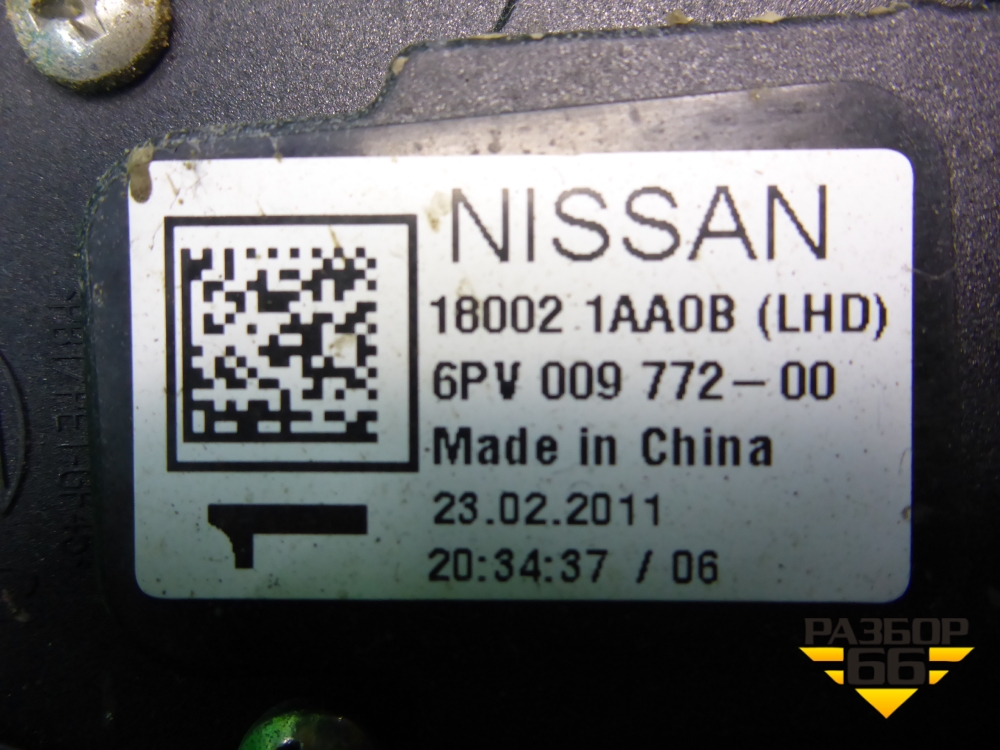 NISSAN
18002 1AA0B (LHD)
6PV 009 772-00
Made in China
23.02.2011
20:34:37 / 06
1
РАЗБОР
66